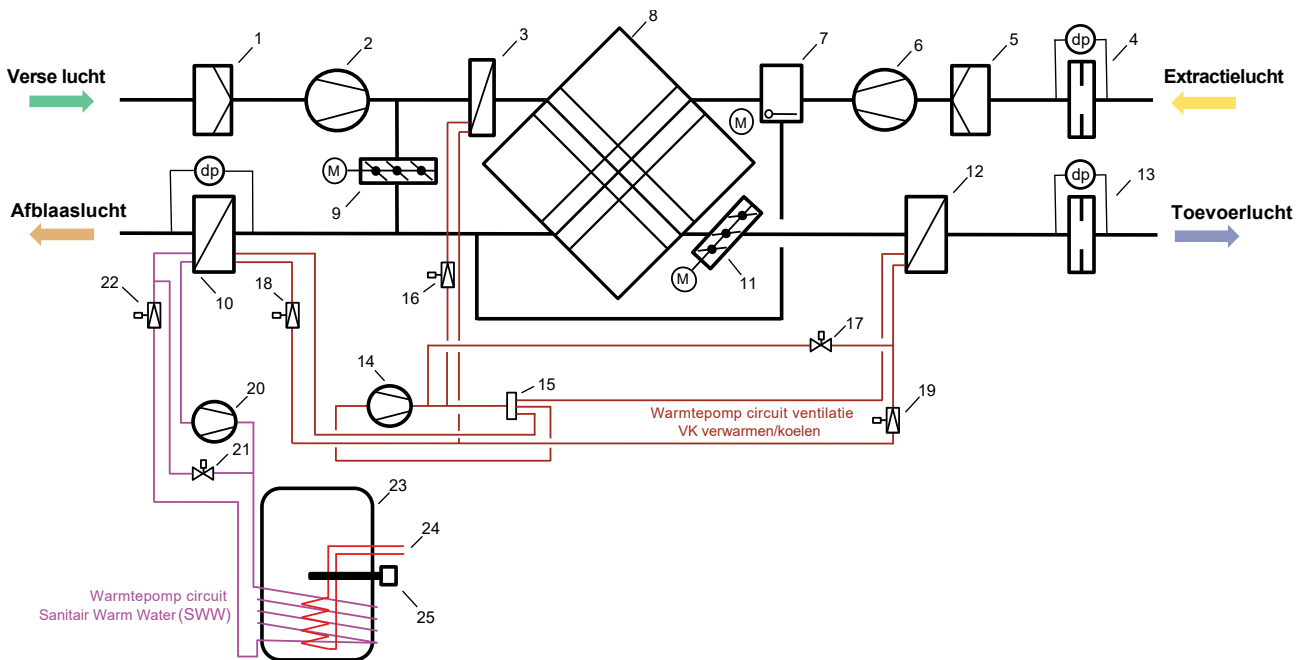 1
2
3
8
7
6
5
dp
4
Verse lucht
Extractielucht
M
dp
M
9
12
dp
13
Afblaaslucht
Toevoerlucht
M
11
22
10
18
16
17
14
15
19
20
Warmtepomp circuit ventilatie
VK verwarmen/koelen
21
23
24
Warmtepomp circuit
Sanitair Warm Water (SWW)
25